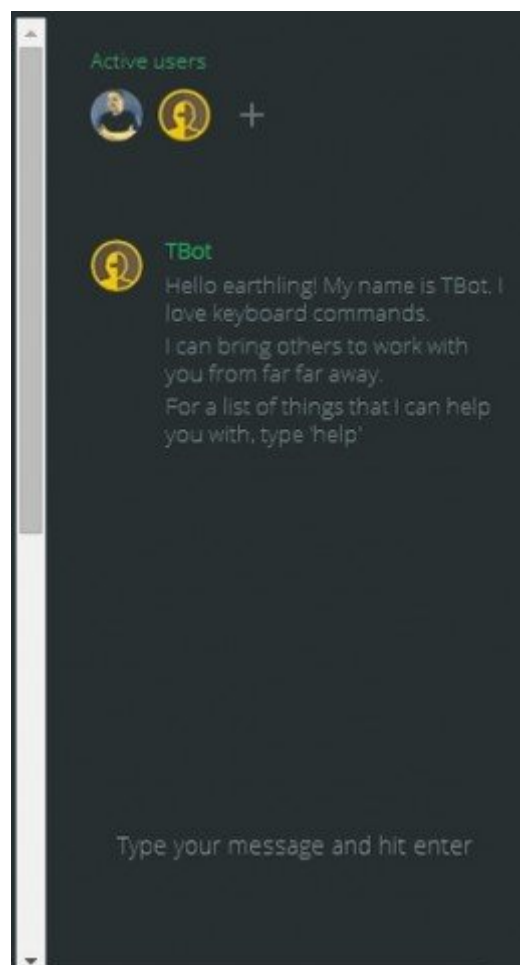 Active users
TBot
Hello earthling! My name is TBot. I
love keyboard commands.
I can bring others to work with
you from far far away.
For a list of things that I can help
you with, type 'help'
Type your message and hit enter